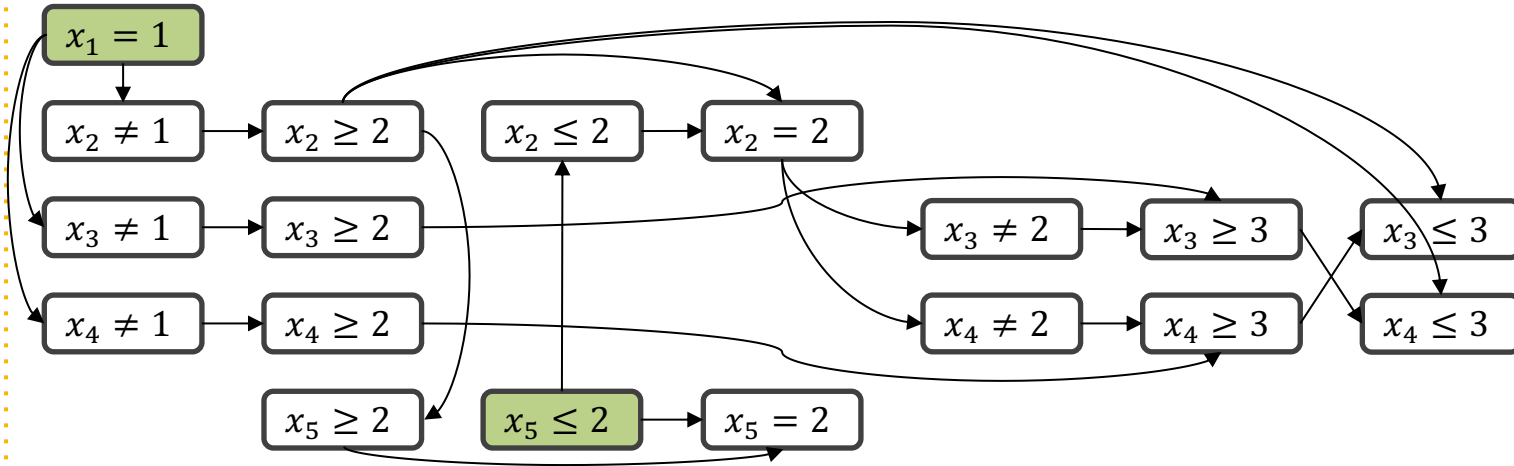 x₁ = 1
x₂ ≠ 1 x₂ ≥ 2 x₂ ≤ 2 x₂ = 2
x₃ ≠ 1 x₃ ≥ 2 x₃ ≠ 2 x₃ ≥ 3 x₃ ≤ 3
x₄ ≠ 1 x₄ ≥ 2 x₄ ≠ 2 x₄ ≥ 3 x₄ ≤ 3
x₅ ≥ 2 x₅ ≤ 2 x₅ = 2